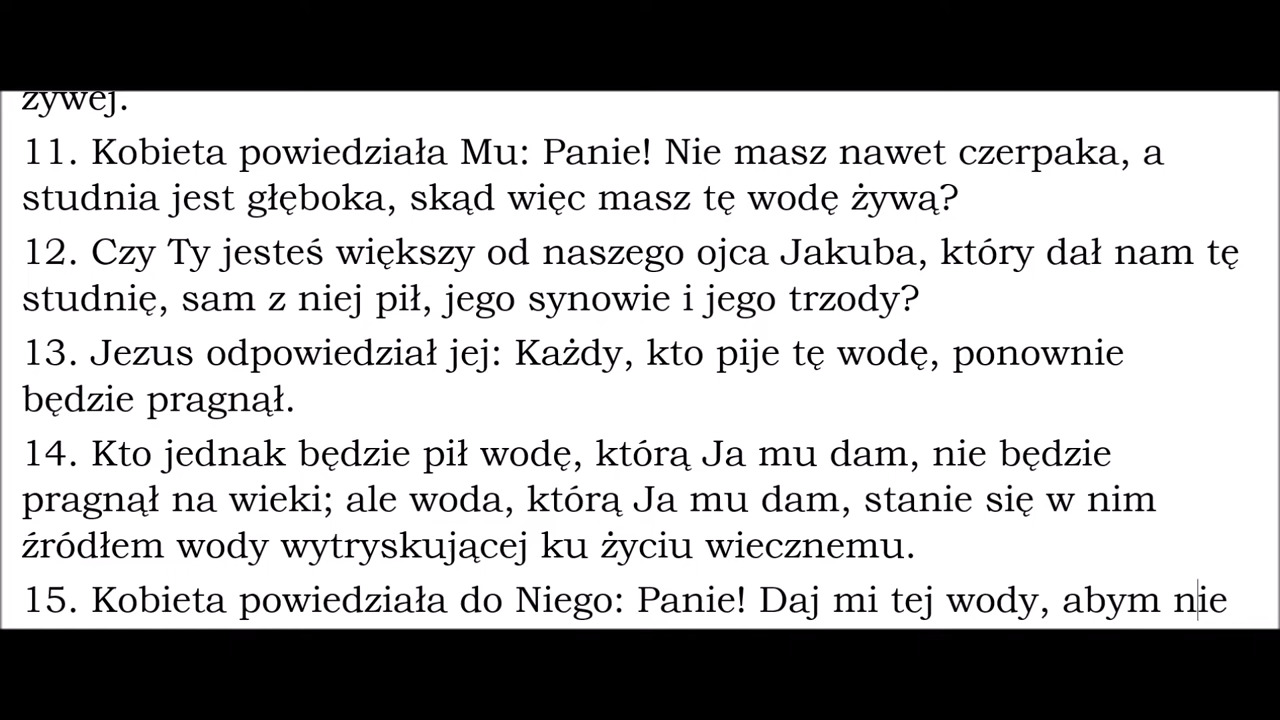 żywej.
11. Kobieta powiedziała Mu: Panie! Nie masz nawet czerpaka, a
studnia jest głęboka, skąd więc masz tę wodę żywą?
12. Czy Ty jesteś większy od naszego ojca Jakuba, który dał nam tę
studnię, sam z niej pił, jego synowie i jego trzody?
13. Jezus odpowiedział jej: Każdy, kto pije tę wodę, ponownie
będzie pragnął.
14. Kto jednak będzie pił wodę, którą Ja mu dam, nie będzie
pragnął na wieki; ale woda, którą Ja mu dam, stanie się w nim
źródłem wody wytryskującej ku życiu wiecznemu.
15. Kobieta powiedziała do Niego: Panie! Daj mi tej wody, abym nie